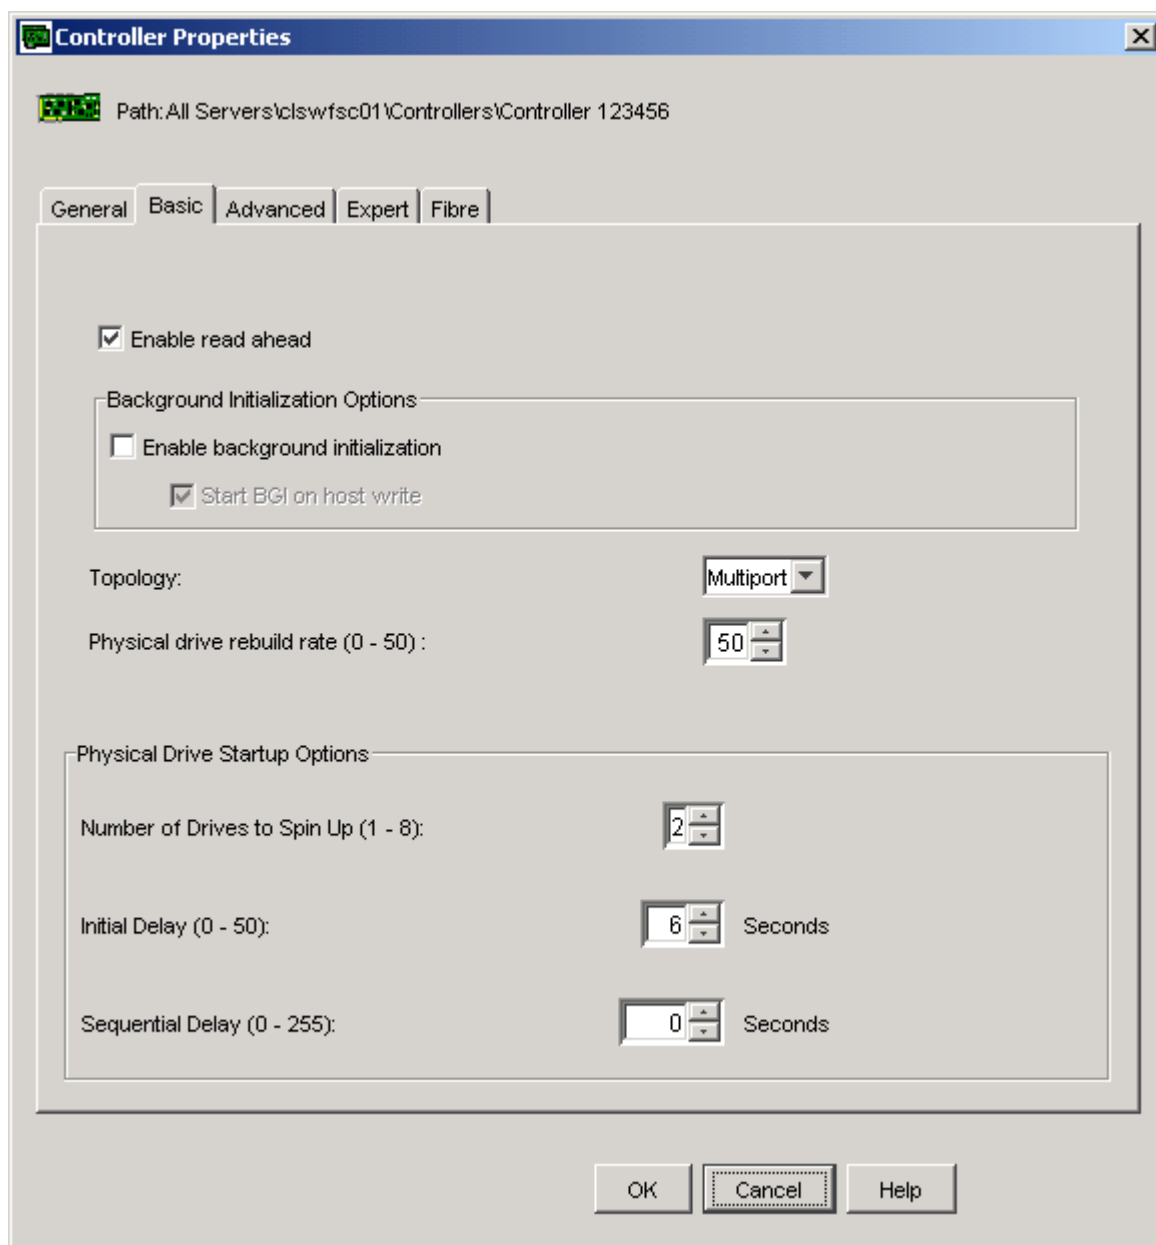 Controller Properties
Path:All Servers\clswfsc01\Controllers\Controller 123456
General Basic Advanced Expert Fibre
Enable read ahead
Background Initialization Options
Enable background initialization
Start BGI on host write
Topology: Multiport
Physical drive rebuild rate (0 - 50) : 50
Physical Drive Startup Options
Number of Drives to Spin Up (1 - 8): 2
Initial Delay (0 - 50): 6 Seconds
Sequential Delay (0 - 255): 0 Seconds
OK Cancel Help